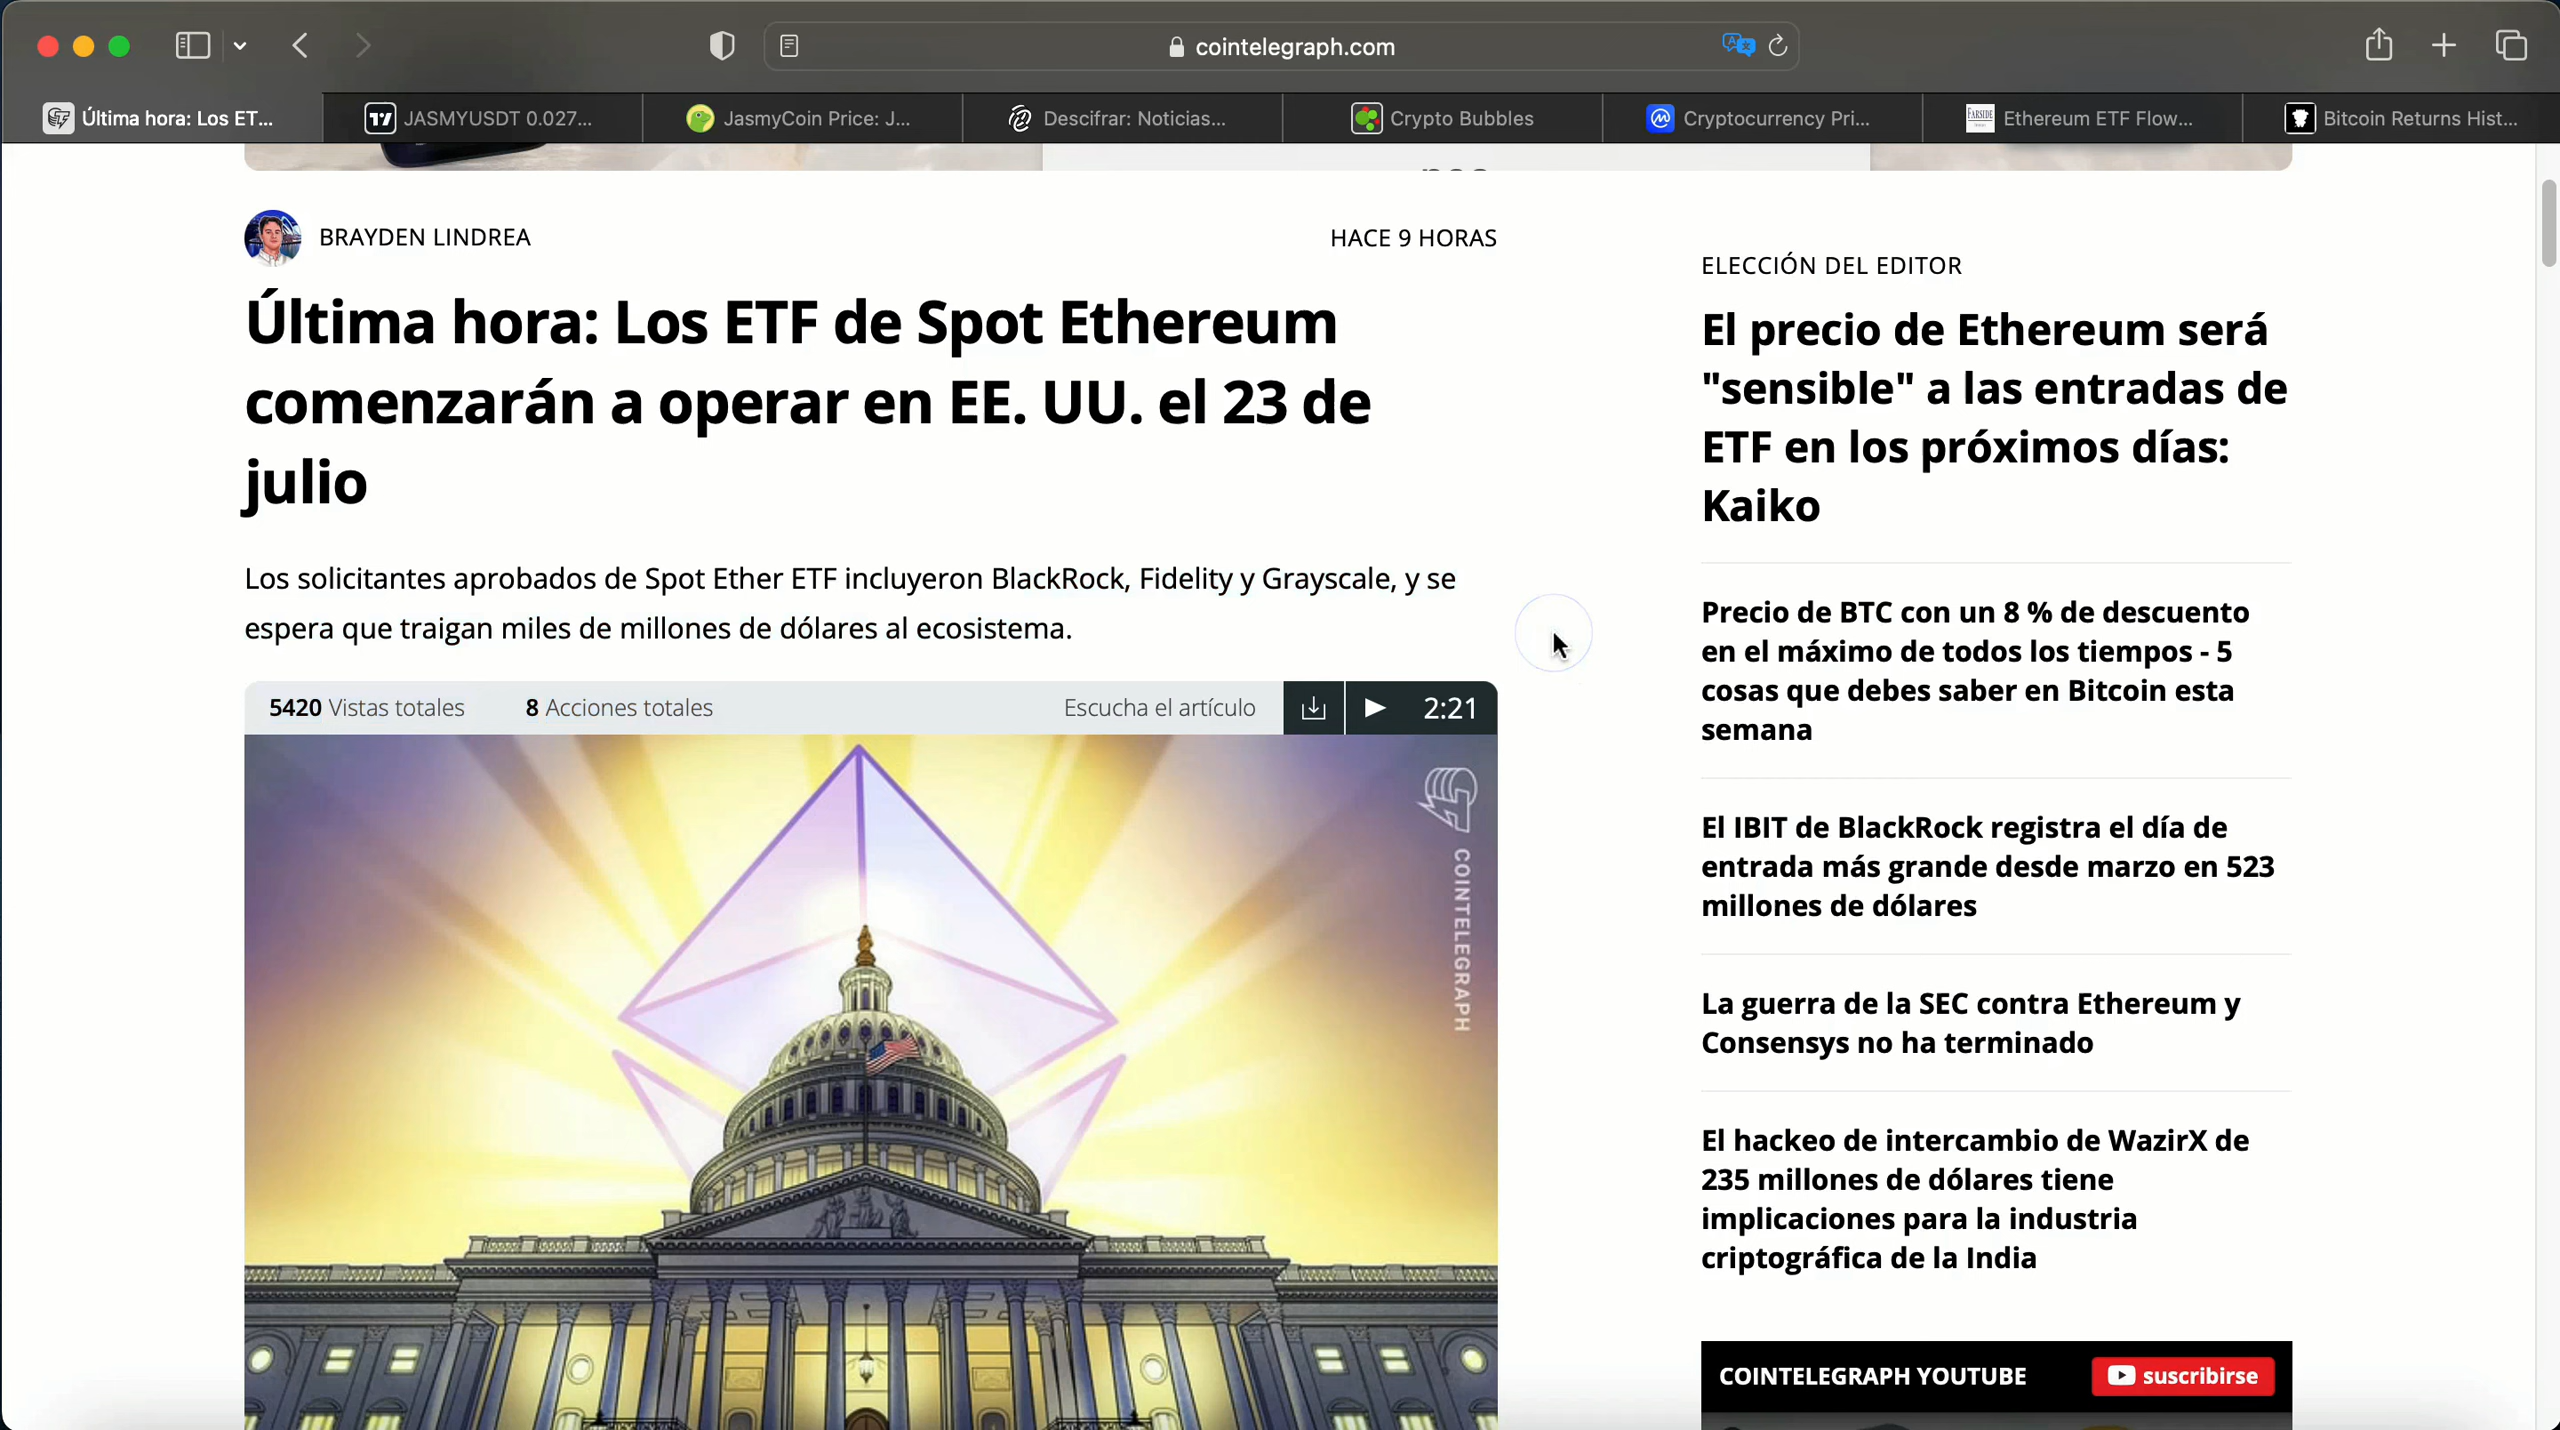 cointelegraph.com
Última hora: Los ET...
JASMYUSDT 0.027...
JasmyCoin Price: J...
Descifrar: Noticias...
Crypto Bubbles
Cryptocurrency Pri...
FARSIDE
Ethereum ETF Flow...
Bitcoin Returns Hist...
BRAYDEN LINDREA
HACE 9 HORAS
Última hora: Los ETF de Spot Ethereum
comenzarán a operar en EE. UU. el 23 de
julio
Los solicitantes aprobados de Spot Ether ETF incluyeron BlackRock, Fidelity y Grayscale, y se
espera que traigan miles de millones de dólares al ecosistema.
5420 Vistas totales
8 Acciones totales
Escucha el artículo
2:21
COINTELEGRAPH
ELECCIÓN DEL EDITOR
El precio de Ethereum será
"sensible" a las entradas de
ETF en los próximos días:
Kaiko
Precio de BTC con un 8 % de descuento
en el máximo de todos los tiempos - 5
cosas que debes saber en Bitcoin esta
semana
El IBIT de BlackRock registra el día de
entrada más grande desde marzo en 523
millones de dólares
La guerra de la SEC contra Ethereum y
Consensys no ha terminado
El hackeo de intercambio de WazirX de
235 millones de dólares tiene
implicaciones para la industria
criptográfica de la India
COINTELEGRAPH YOUTUBE
suscribirse